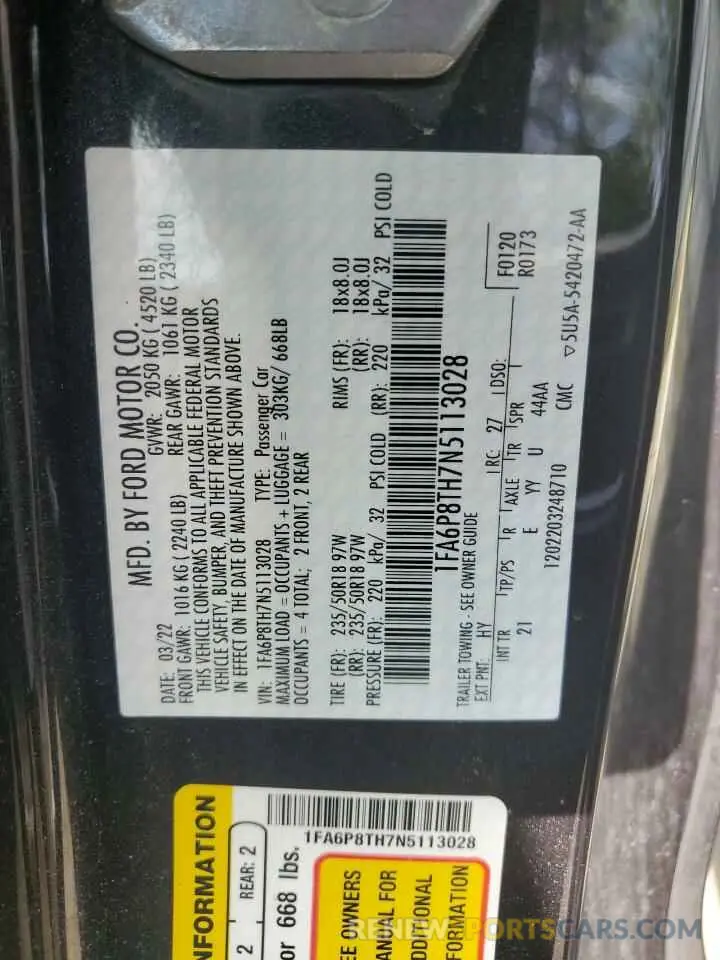 MFD. BY FORD MOTOR CO.
DATE: 03/22 GVWR: 2050 KG ( 4520 LB)
FRONT GAWR: 1016 KG ( 2240 LB) REAR GAWR: 1061 KG ( 2340 LB)
THIS VEHICLE CONFORMS TO ALL APPLICABLE FEDERAL MOTOR
VEHICLE SAFETY, BUMPER, AND THEFT PREVENTION STANDARDS
IN EFFECT ON THE DATE OF MANUFACTURE SHOWN ABOVE.
VIN: 1FA6P8TH7N5113028 TYPE: Passenger Car
MAXIMUM LOAD = OCCUPANTS + LUGGAGE = 303KG/ 668LB
OCCUPANTS = 4 TOTAL; 2 FRONT, 2 REAR
TIRE (FR): 235/50R18 97W RIMS (FR): 18x8.0J
(RR): 235/50R18 97W (RR): 18x8.0J
PRESSURE (FR): 220 kPa/ 32 PSI COLD (RR): 220 kPa/ 32 PSI COLD
1FA6P8TH7N5113028
TRAILER TOWING - SEE OWNER GUIDE
EXT PNT: HY RC: 27 DSO: F0120
INT TR TP/PS R AXLE TR SPR R0173
21 E YY U 44AA
1202203248710 CMC ▽5U5A-5420472-AA
NFORMATION
2 REAR: 2
or 668 lbs.
1FA6P8TH7N5113028
EE OWNERS
ANUAL FOR
DDITIONAL
FORMATION
RENEWSPORTSCARS.COM